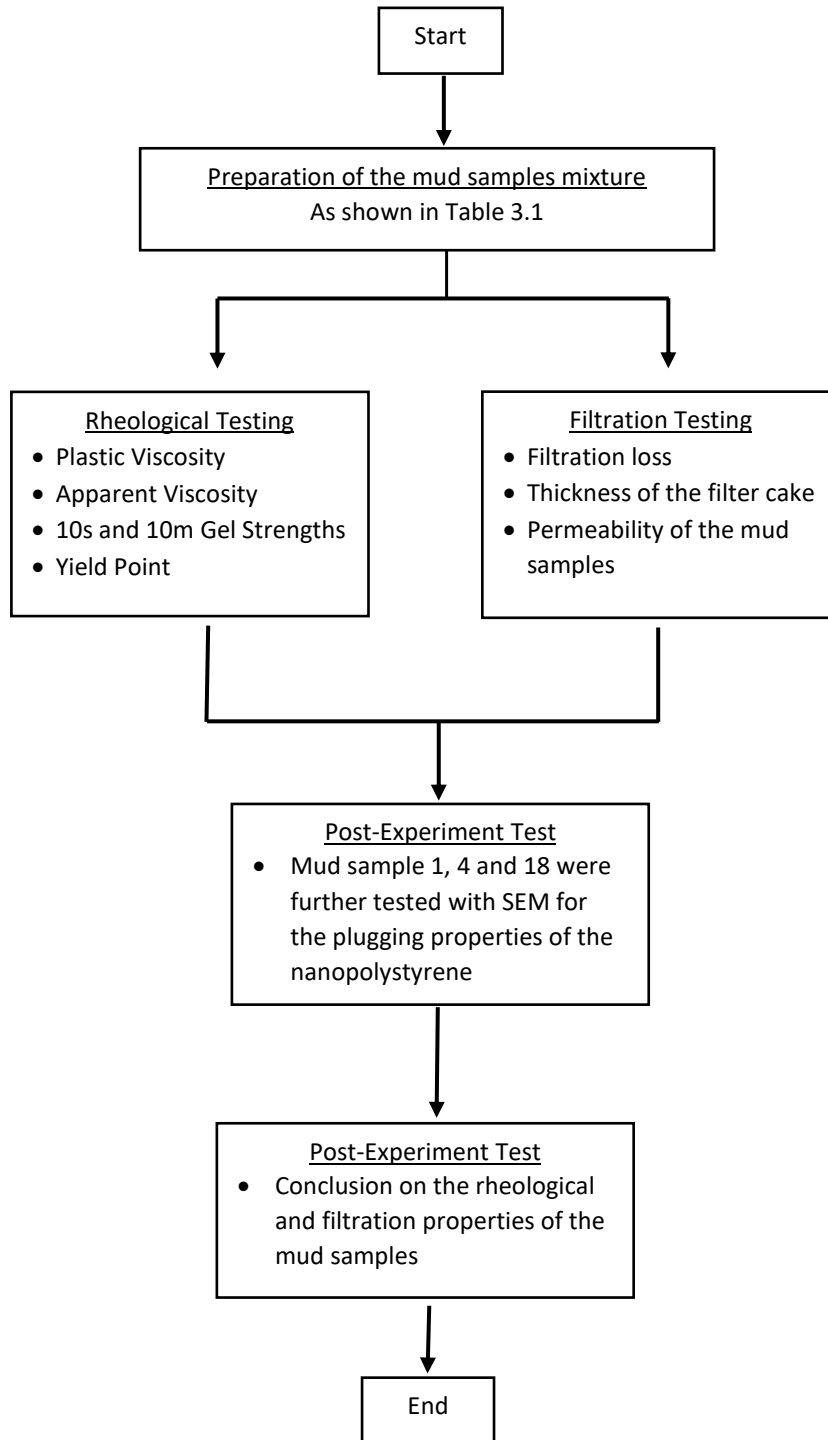 Start
Preparation of the mud samples mixture
As shown in Table 3.1
Rheological Testing
• Plastic Viscosity
• Apparent Viscosity
• 10s and 10m Gel Strengths
• Yield Point
Filtration Testing
• Filtration loss
• Thickness of the filter cake
• Permeability of the mud
samples
Post-Experiment Test
• Mud sample 1, 4 and 18 were
further tested with SEM for
the plugging properties of the
nanopolystyrene
Post-Experiment Test
• Conclusion on the rheological
and filtration properties of the
mud samples
End